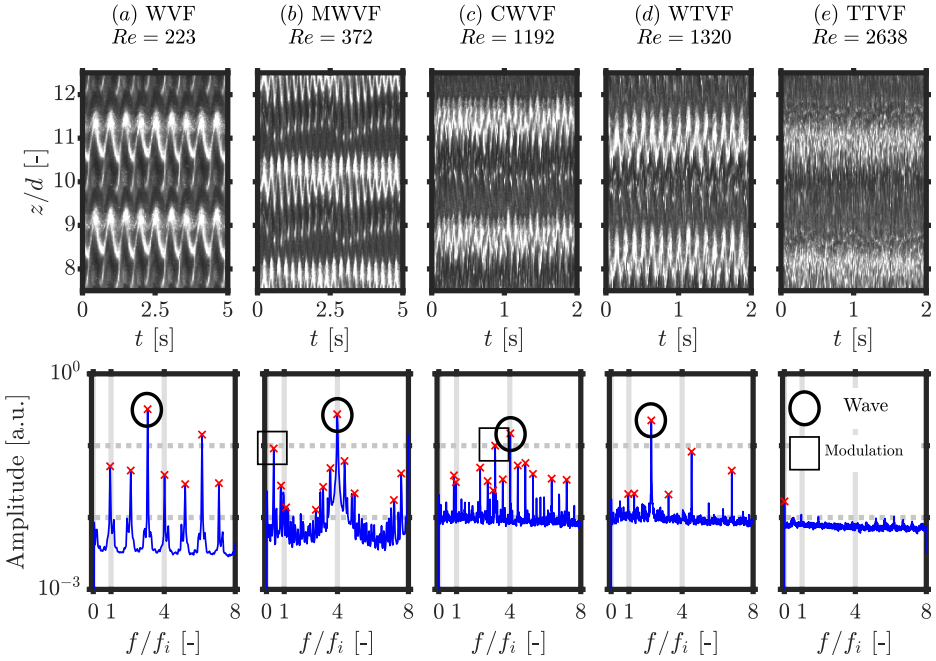 (a) WVF
Re = 223
(b) MWVF
Re = 372
(c) CWVF
Re = 1192
(d) WTVF
Re = 1320
(e) TTVF
Re = 2638
z/d [-]
12
11
10
9
8
0 2.5 5
t [s]
0 2.5 5
t [s]
0 1 2
t [s]
0 1 2
t [s]
0 1 2
t [s]
Amplitude [a.u.]
10^0
10^-3
0 1 4 8
f/f_i [-]
0 1 4 8
f/f_i [-]
0 1 4 8
f/f_i [-]
0 1 4 8
f/f_i [-]
Wave
Modulation
0 1 4 8
f/f_i [-]